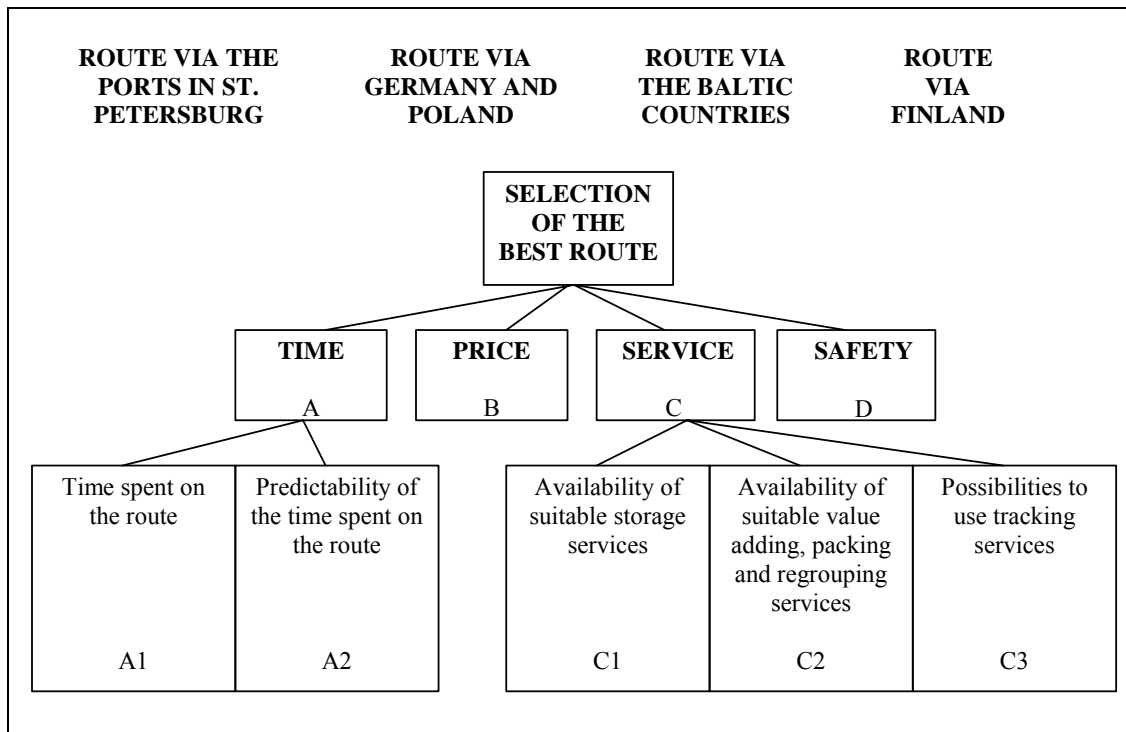 ROUTE VIA THE
PORTS IN ST.
PETERSBURG
ROUTE VIA
GERMANY AND
POLAND
ROUTE VIA
THE BALTIC
COUNTRIES
ROUTE
VIA
FINLAND
SELECTION
OF THE
BEST ROUTE
TIME
A
PRICE
B
SERVICE
C
SAFETY
D
Time spent on
the route
A1
Predictability of
the time spent on
the route
A2
Availability of
suitable storage
services
C1
Availability of
suitable value
adding, packing
and regrouping
services
C2
Possibilities to
use tracking
services
C3